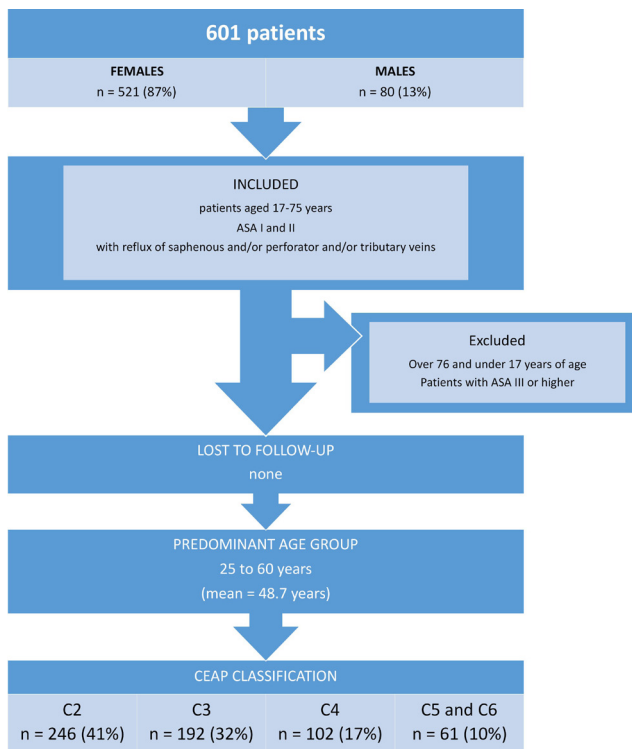 601 patients
FEMALES
n = 521 (87%)
MALES
n = 80 (13%)
INCLUDED
patients aged 17-75 years
ASA I and II
with reflux of saphenous and/or perforator and/or tributary veins
Excluded
Over 76 and under 17 years of age
Patients with ASA III or higher
LOST TO FOLLOW-UP
none
PREDOMINANT AGE GROUP
25 to 60 years
(mean = 48.7 years)
CEAP CLASSIFICATION
C2
n = 246 (41%)
C3
n = 192 (32%)
C4
n = 102 (17%)
C5 and C6
n = 61 (10%)